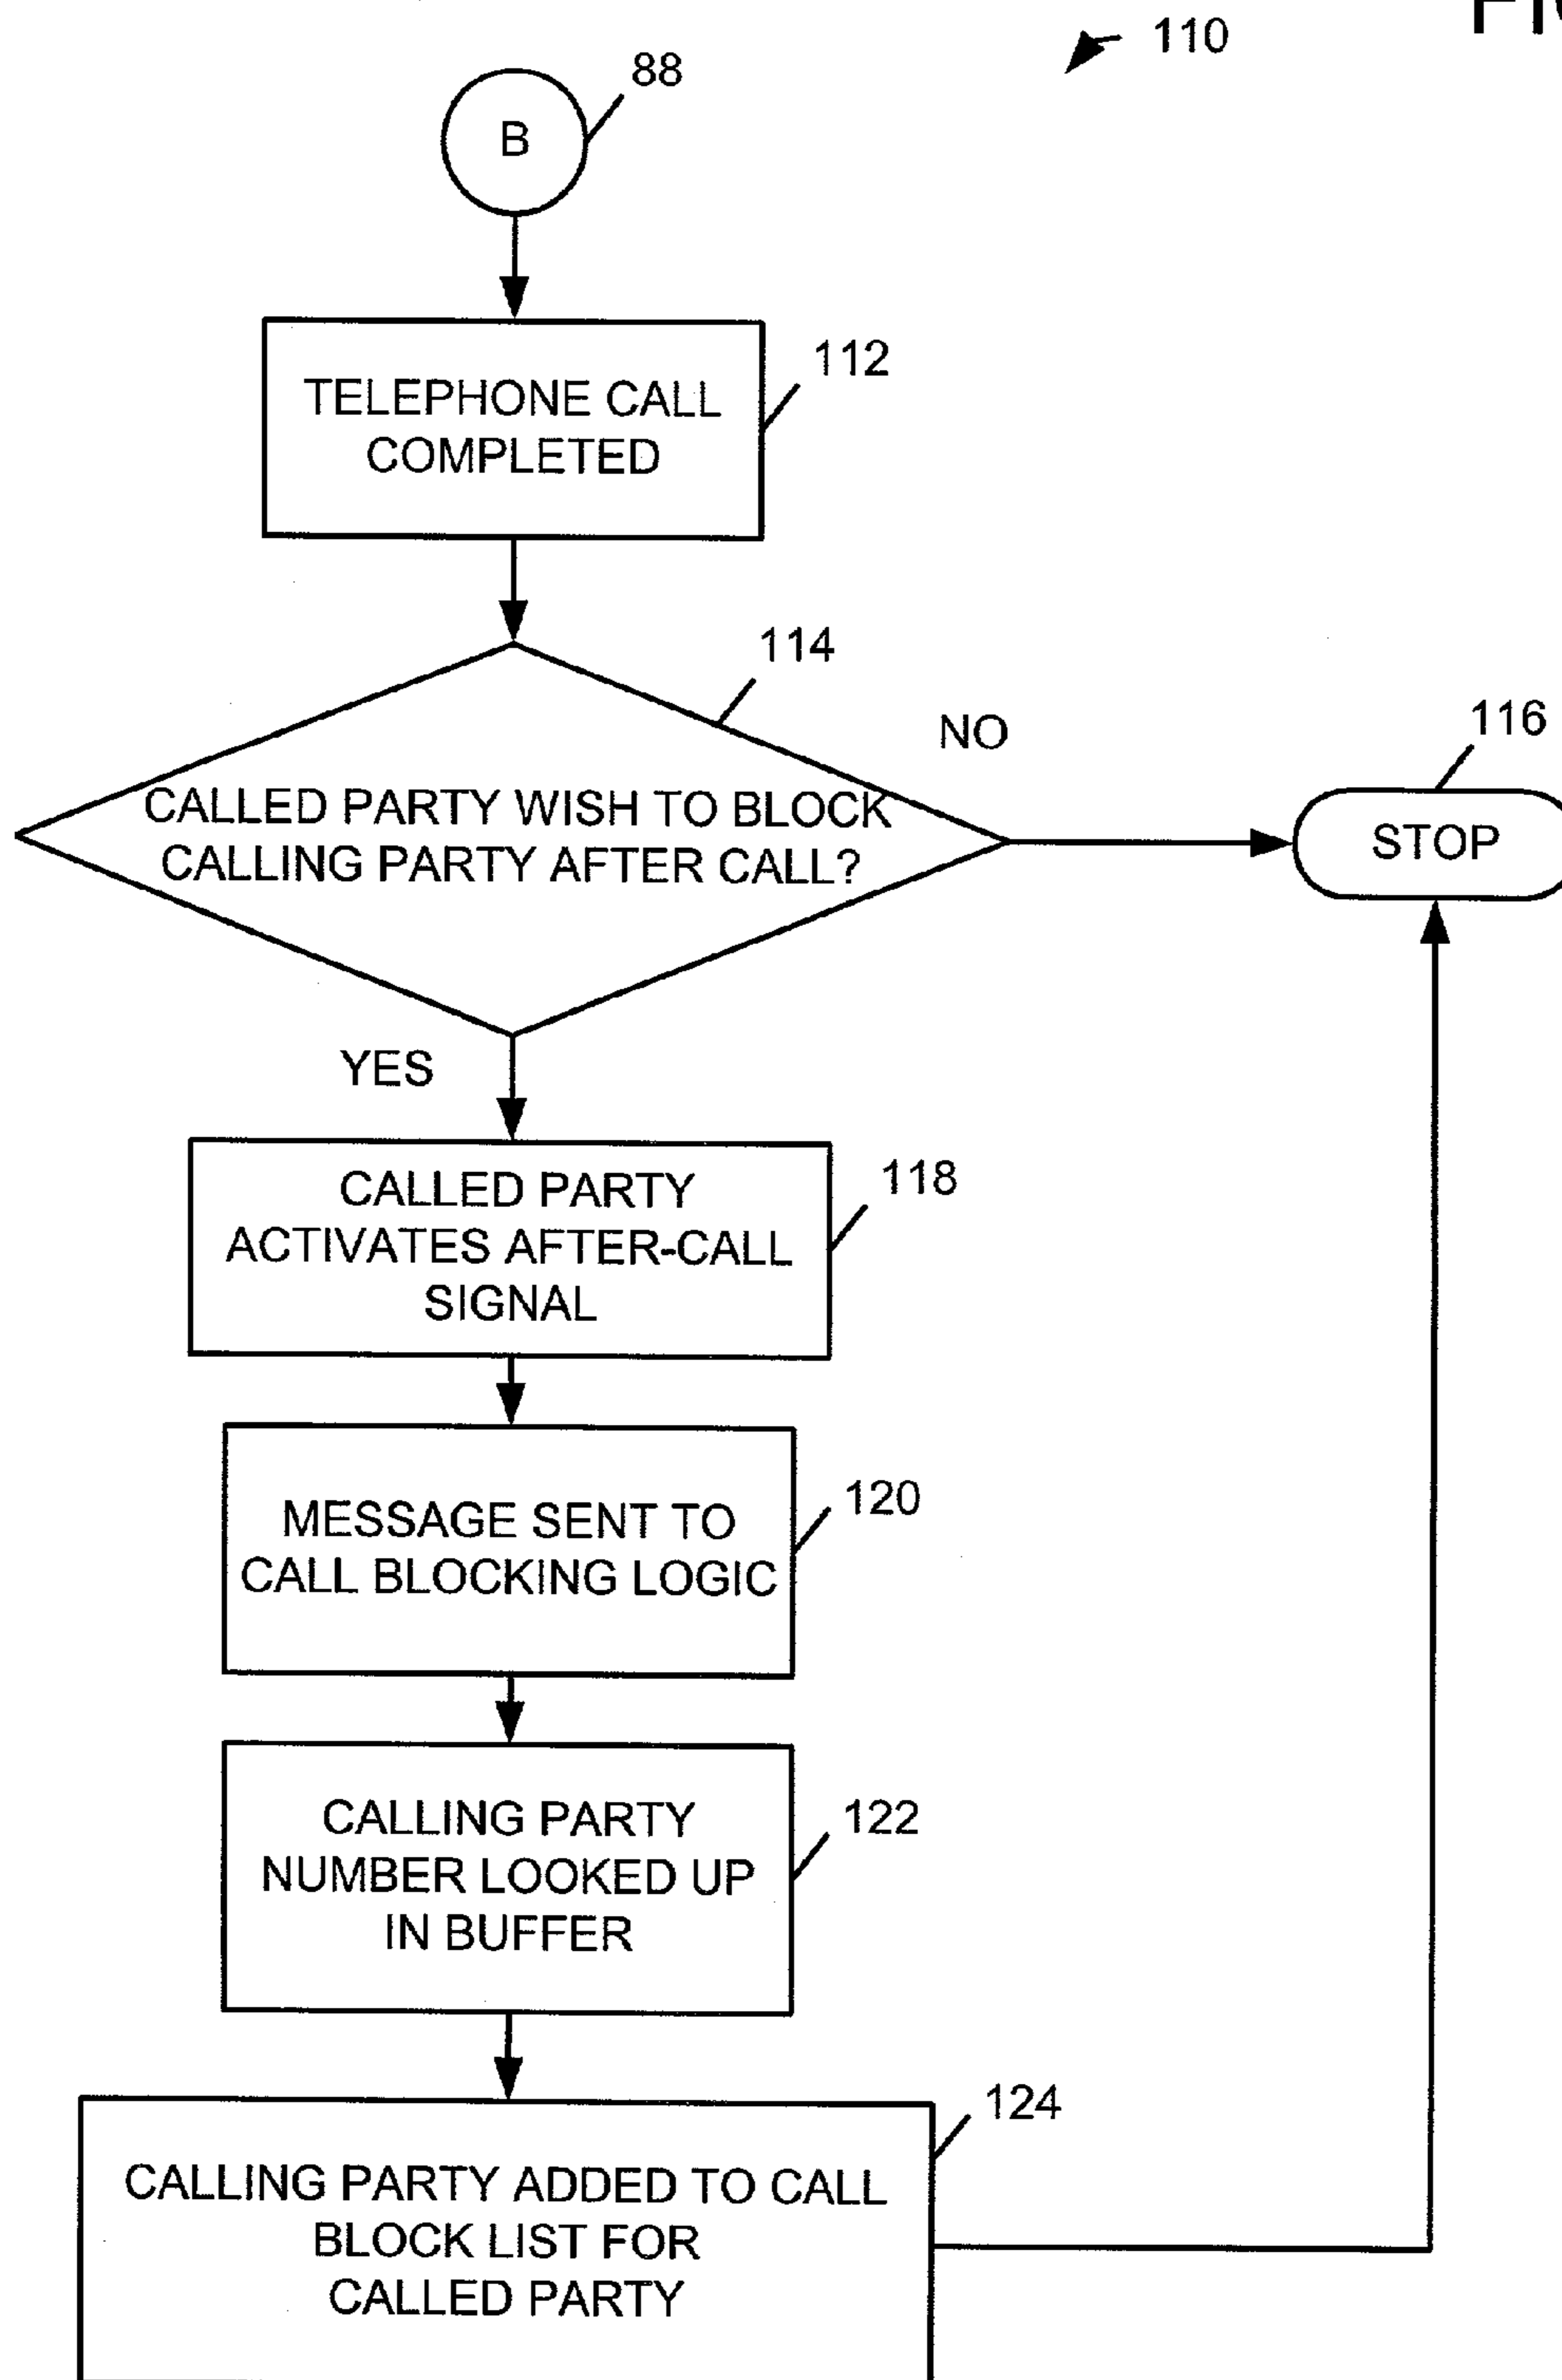 110
88
B
TELEPHONE CALL
COMPLETED
112
114
NO
CALLED PARTY WISH TO BLOCK
CALLING PARTY AFTER CALL?
116
STOP
YES
CALLED PARTY
ACTIVATES AFTER-CALL
SIGNAL
118
MESSAGE SENT TO
CALL BLOCKING LOGIC
120
CALLING PARTY
NUMBER LOOKED UP
IN BUFFER
122
124
CALLING PARTY ADDED TO CALL
BLOCK LIST FOR
CALLED PARTY